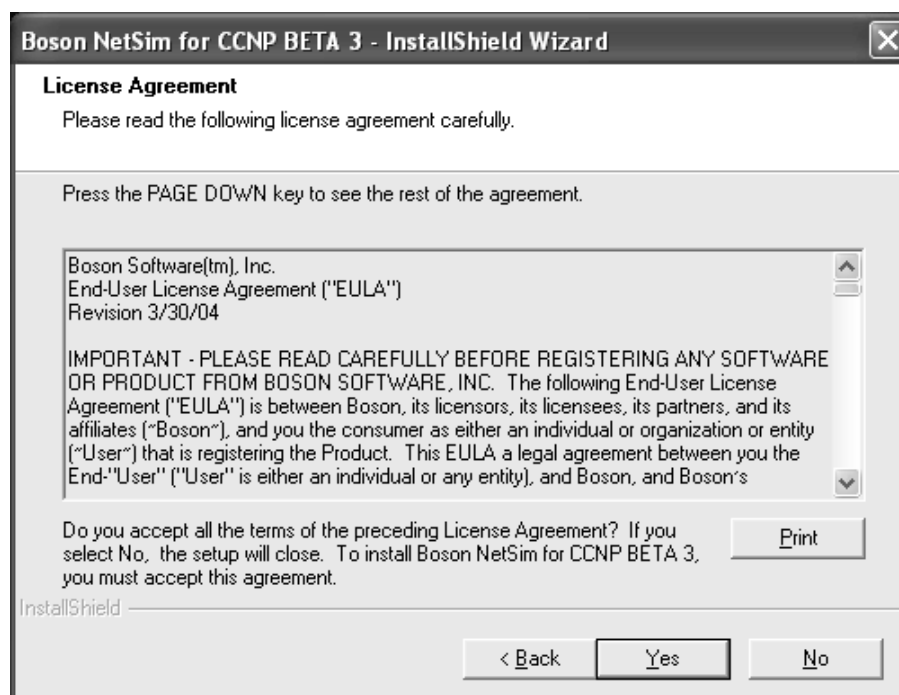 Boson NetSim for CCNP BETA 3 - InstallShield Wizard
License Agreement
Please read the following license agreement carefully.
Press the PAGE DOWN key to see the rest of the agreement.
Boson Software(tm), Inc.
End-User License Agreement ("EULA")
Revision 3/30/04
IMPORTANT - PLEASE READ CAREFULLY BEFORE REGISTERING ANY SOFTWARE
OR PRODUCT FROM BOSON SOFTWARE, INC.  The following End-User License
Agreement ("EULA") is between Boson, its licensors, its licensees, its partners, and its
affiliates (~Boson~), and you the consumer as either an individual or organization or entity
(~User~) that is registering the Product.  This EULA a legal agreement between you the
End-"User" ("User" is either an individual or any entity), and Boson, and Boson's
Do you accept all the terms of the preceding License Agreement?  If you
select No,  the setup will close.  To install Boson NetSim for CCNP BETA 3,
you must accept this agreement.
Print
InstallShield
< Back
Yes
No